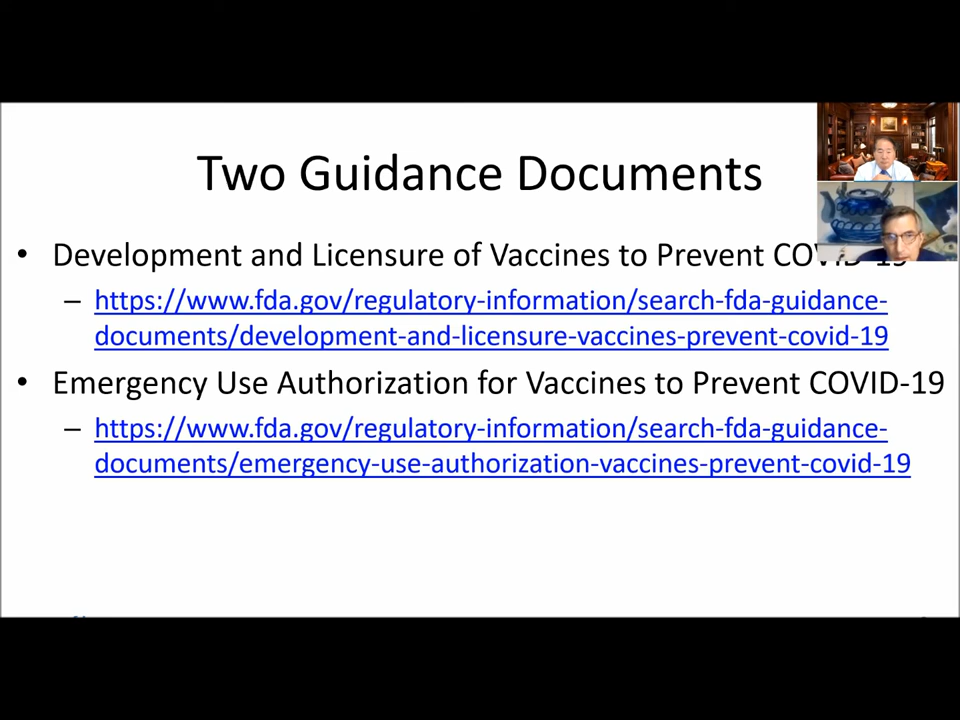 Two Guidance Documents
• Development and Licensure of Vaccines to Prevent COVID-19
– https://www.fda.gov/regulatory-information/search-fda-guidance-
documents/development-and-licensure-vaccines-prevent-covid-19
• Emergency Use Authorization for Vaccines to Prevent COVID-19
– https://www.fda.gov/regulatory-information/search-fda-guidance-
documents/emergency-use-authorization-vaccines-prevent-covid-19